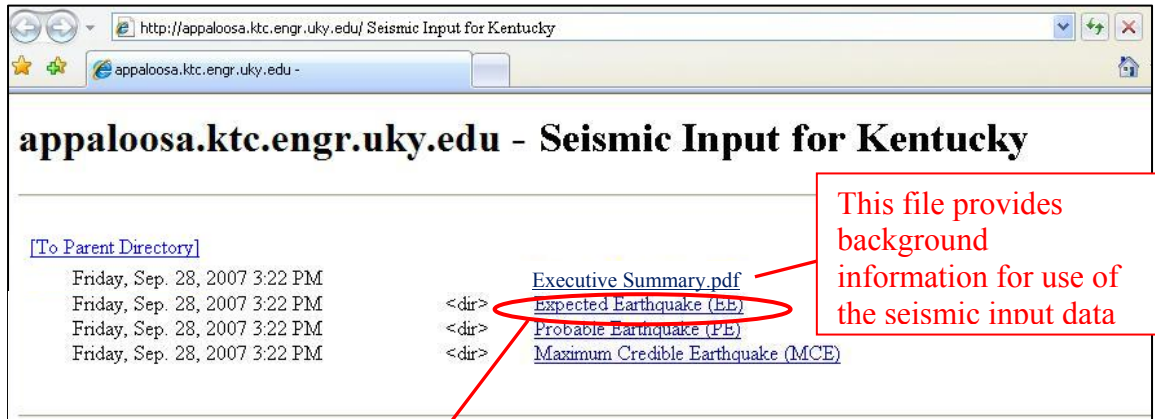 http://appaloosa.ktc.engr.uky.edu/ Seismic Input for Kentucky
appaloosa.ktc.engr.uky.edu -
appaloosa.ktc.engr.uky.edu - Seismic Input for Kentucky
This file provides
background
information for use of
the seismic input data
[To Parent Directory]
Friday, Sep. 28, 2007 3:22 PM Executive Summary.pdf
Friday, Sep. 28, 2007 3:22 PM <dir> Expected Earthquake (EE)
Friday, Sep. 28, 2007 3:22 PM <dir> Probable Earthquake (PE)
Friday, Sep. 28, 2007 3:22 PM <dir> Maximum Credible Earthquake (MCE)